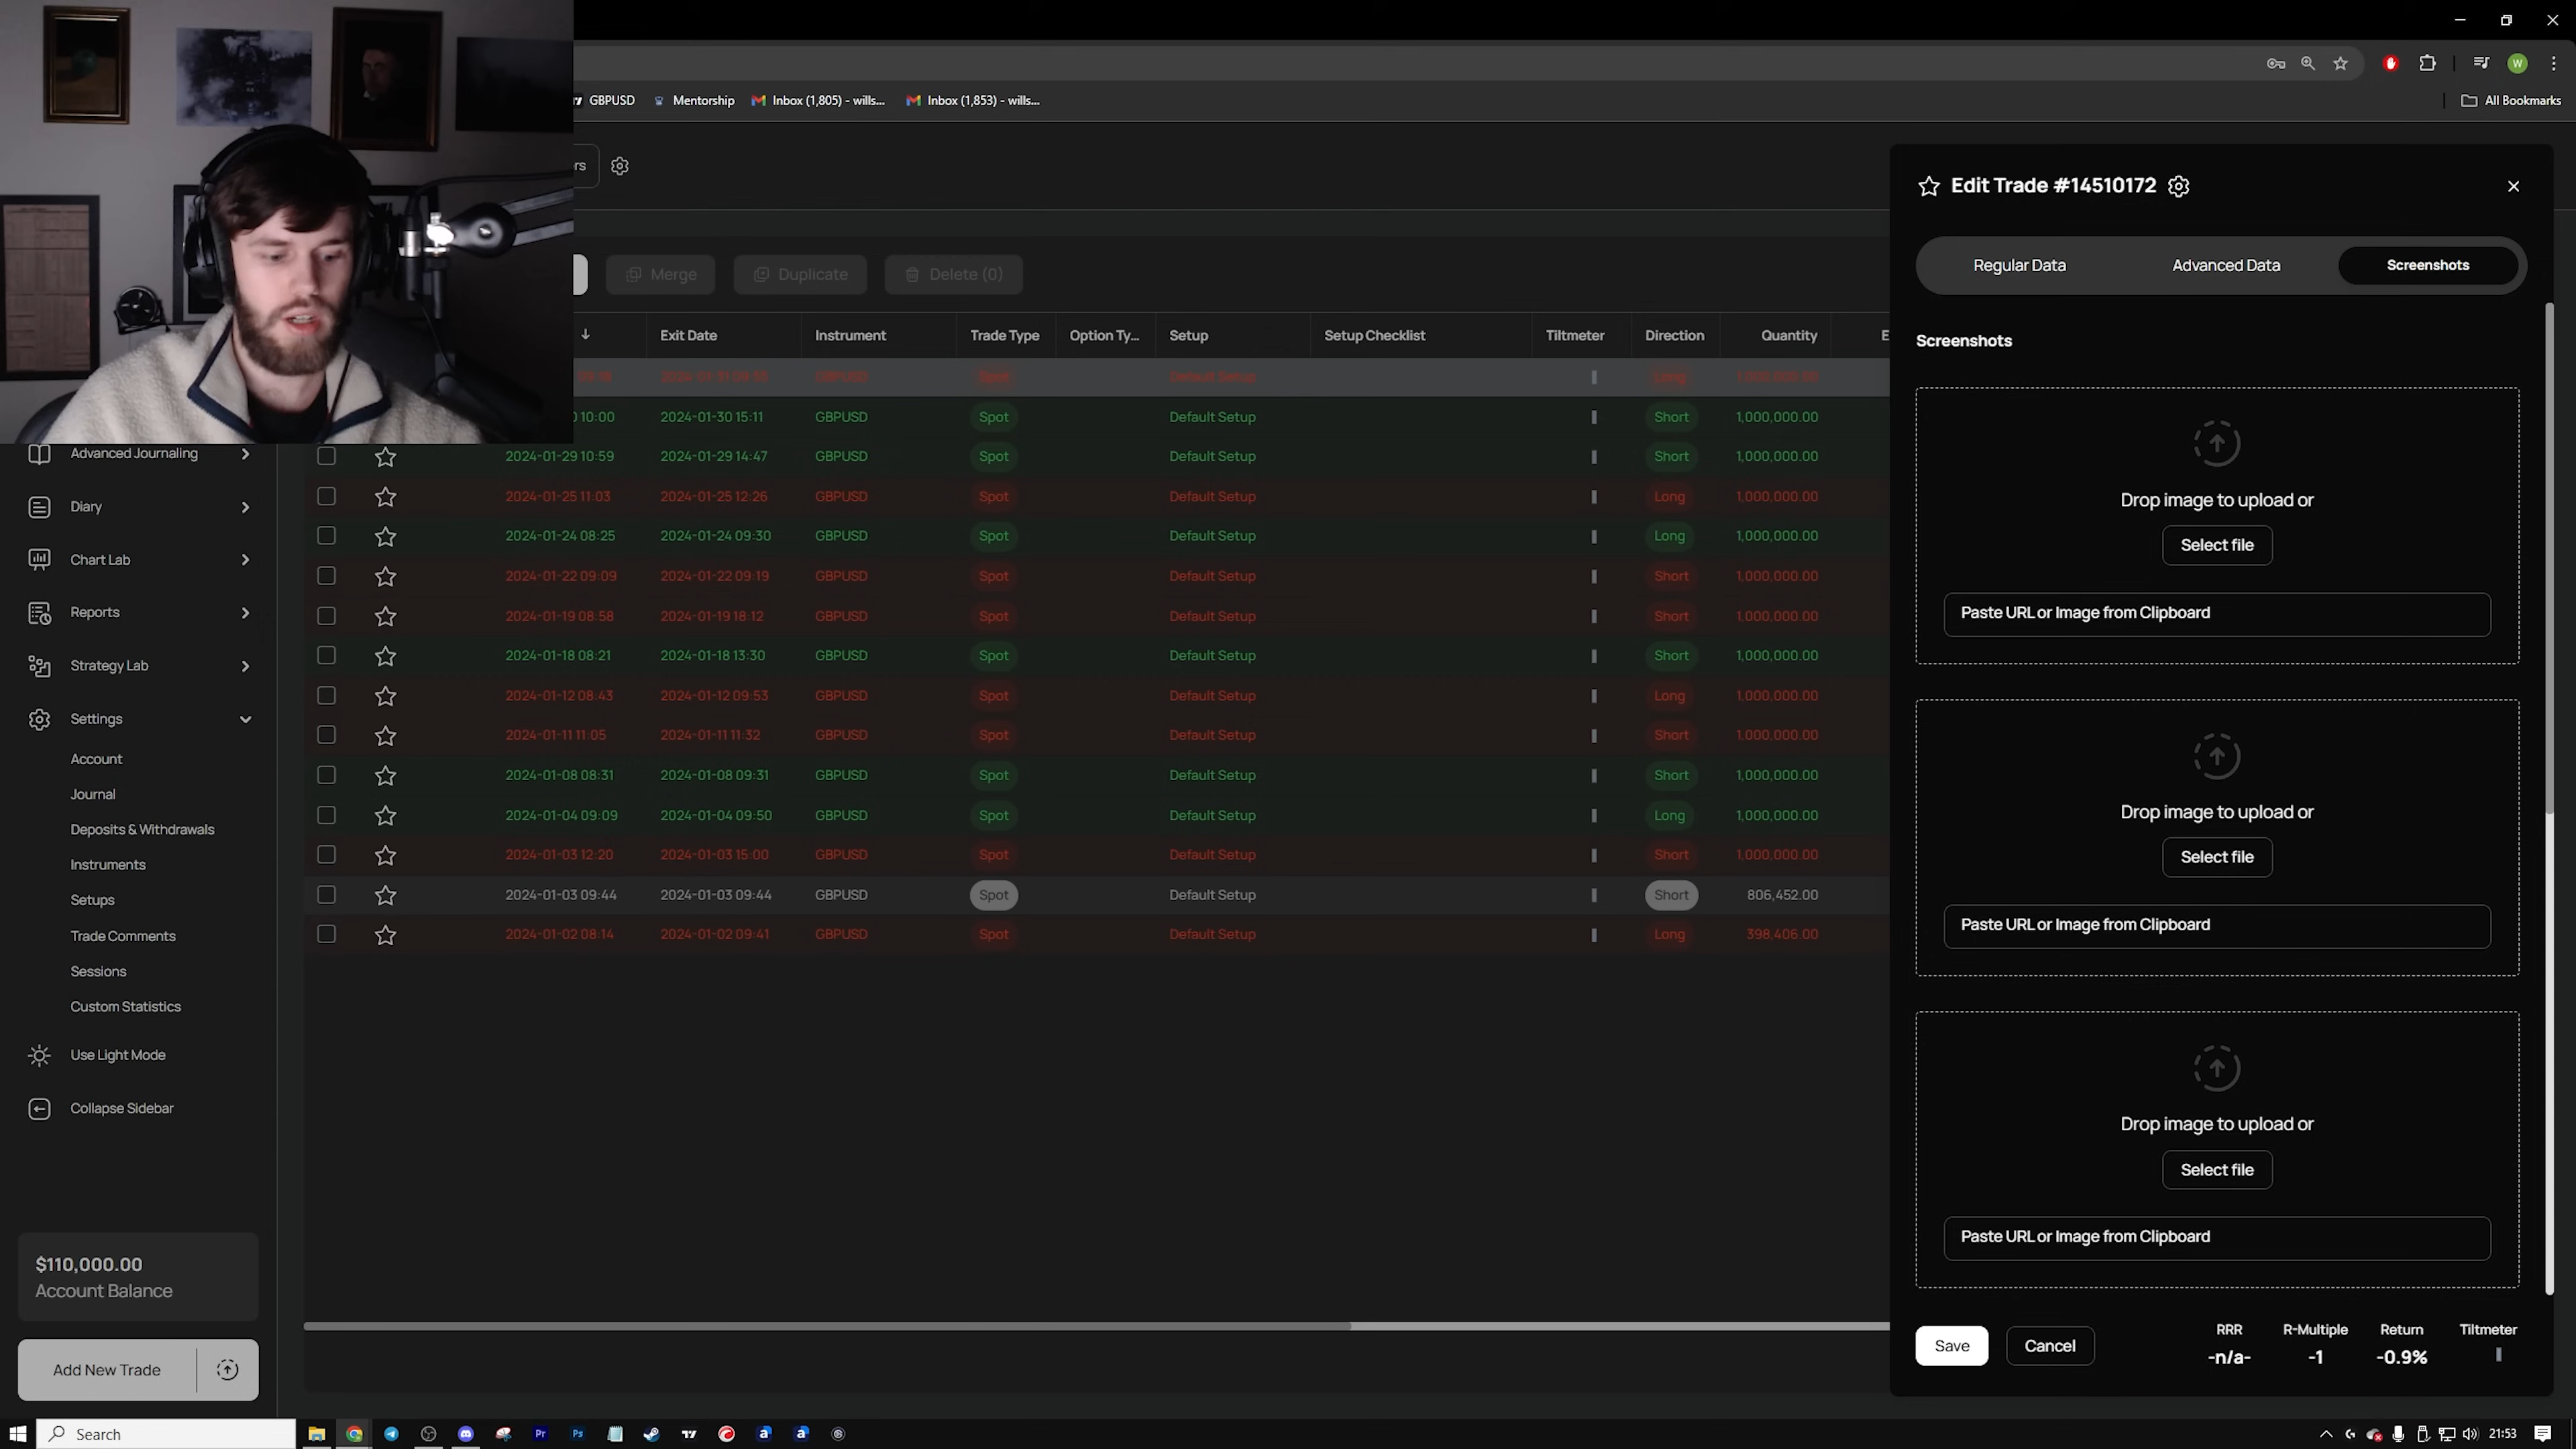 GBPUSD
Mentorship
Inbox (1,805) - wills...
Inbox (1,853) - wills...
W
All Bookmarks
rs
Edit Trade #14510172
Regular Data
Advanced Data
Screenshots
Merge
Duplicate
Delete (0)
Exit Date Instrument Trade Type Option Ty... Setup Setup Checklist Tiltmeter Direction Quantity E
GBPUSD Spot Default Setup Long 1,000,000.00
10:00 2024-01-30 15:11 GBPUSD Spot Default Setup Short 1,000,000.00
2024-01-29 10:59 2024-01-29 14:47 GBPUSD Spot Default Setup Short 1,000,000.00
2024-01-25 11:03 2024-01-25 12:26 GBPUSD Spot Default Setup Long 1,000,000.00
2024-01-24 08:25 2024-01-24 09:30 GBPUSD Spot Default Setup Long 1,000,000.00
2024-01-22 09:09 2024-01-22 09:19 GBPUSD Spot Default Setup Short 1,000,000.00
2024-01-19 08:58 2024-01-19 18:12 GBPUSD Spot Default Setup Short 1,000,000.00
2024-01-18 08:21 2024-01-18 13:30 GBPUSD Spot Default Setup Short 1,000,000.00
2024-01-12 08:43 2024-01-12 09:53 GBPUSD Spot Default Setup Long 1,000,000.00
2024-01-11 11:05 2024-01-11 11:32 GBPUSD Spot Default Setup Short 1,000,000.00
2024-01-08 08:31 2024-01-08 09:31 GBPUSD Spot Default Setup Short 1,000,000.00
2024-01-04 09:09 2024-01-04 09:50 GBPUSD Spot Default Setup Long 1,000,000.00
2024-01-03 12:20 2024-01-03 15:00 GBPUSD Spot Default Setup Short 1,000,000.00
2024-01-03 09:44 2024-01-03 09:44 GBPUSD Spot Default Setup Short 806,452.00
2024-01-02 08:14 2024-01-02 09:41 GBPUSD Spot Default Setup Long 398,406.00
Advanced Journaling
Diary
Chart Lab
Reports
Strategy Lab
Settings
Account
Journal
Deposits & Withdrawals
Instruments
Setups
Trade Comments
Sessions
Custom Statistics
Use Light Mode
Collapse Sidebar
$110,000.00
Account Balance
Add New Trade
Screenshots
Drop image to upload or
Select file
Paste URL or Image from Clipboard
Drop image to upload or
Select file
Paste URL or Image from Clipboard
Drop image to upload or
Select file
Paste URL or Image from Clipboard
Save
Cancel
RRR R-Multiple Return Tiltmeter
-n/a- -1 -0.9%
Search
Pr
Ps
a
a
21:53